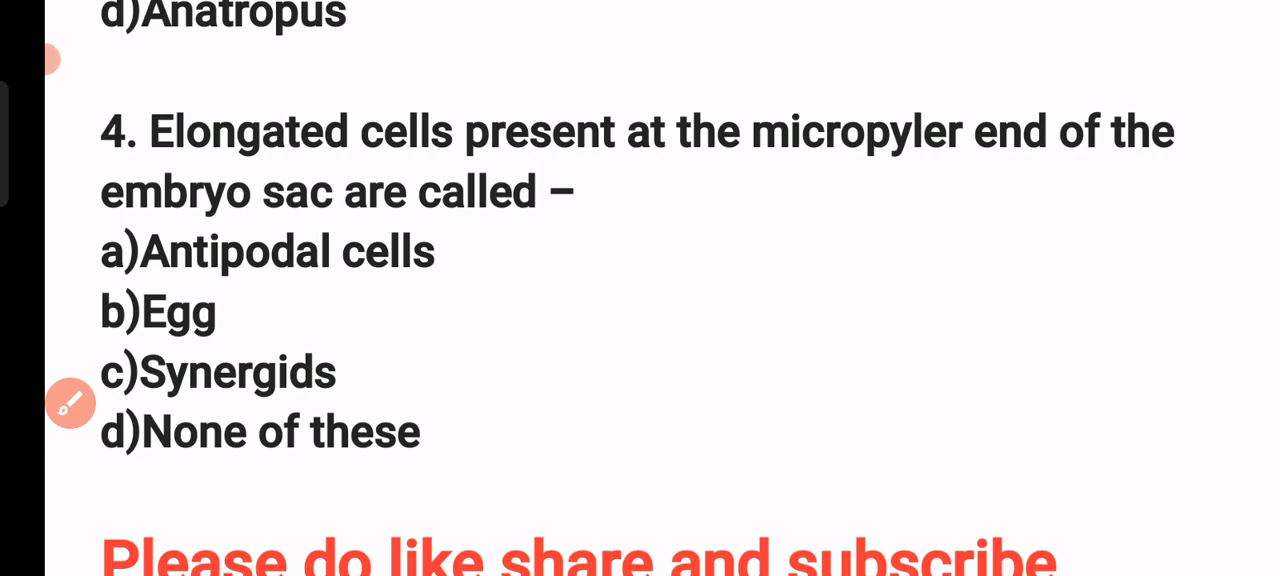 d)Anatropus
4. Elongated cells present at the micropyler end of the
embryo sac are called –
a)Antipodal cells
b)Egg
c)Synergids
d)None of these
Please do like share and subscribe